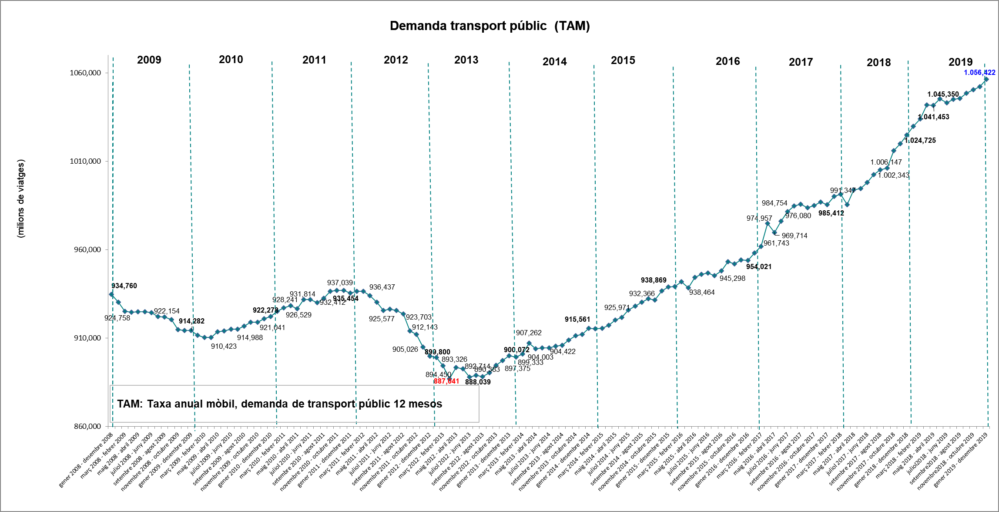 Demanda transport públic  (TAM)
2009
2010
2011
2012
2013
2014
2015
2016
2017
2018
2019
(milions de viatges)
1060,000
1010,000
960,000
910,000
860,000
934,760
924,758
922,154
914,282
910,423
914,988
921,041
922,278
928,241
926,529
931,814
932,412
937,039
935,454
936,437
925,577
923,703
912,143
905,026
899,800
894,450
887,041
893,326
892,714
888,039
890,383
897,375
900,072
899,333
907,262
904,003
904,422
915,561
925,971
932,366
938,869
938,464
945,298
954,021
961,743
974,957
969,714
976,080
984,754
985,412
991,347
1.002,343
1.006,147
1.024,725
1.041,453
1.045,350
1.056,422
TAM: Taxa anual mòbil, demanda de transport públic 12 mesos
gener 2008 - desembre 2008
març 2008 - febrer 2009
maig 2008 - abril 2009
juliol 2008 - juny 2009
setembre 2008 - agost 2009
novembre 2008 - octubre 2009
gener 2009 - desembre 2009
març 2009 - febrer 2010
maig 2009 - abril 2010
juliol 2009 - juny 2010
setembre 2009 - agost 2010
novembre 2009 - octubre 2010
gener 2010 - desembre 2010
març 2010 - febrer 2011
maig 2010 - abril 2011
juliol 2010 - juny 2011
setembre 2010 - agost 2011
novembre 2010 - octubre 2011
gener 2011 - desembre 2011
març 2011 - febrer 2012
maig 2011 - abril 2012
juliol 2011 - juny 2012
setembre 2011 - agost 2012
novembre 2011 - octubre 2012
gener 2012 - desembre 2012
març 2012 - febrer 2013
maig 2012 - abril 2013
juliol 2012 - juny 2013
setembre 2012 - agost 2013
novembre 2012 - octubre 2013
gener 2013 - desembre 2013
març 2013 - febrer 2014
maig 2013 - abril 2014
juliol 2013 - juny 2014
setembre 2013 - agost 2014
novembre 2013 - octubre 2014
gener 2014 - desembre 2014
març 2014 - febrer 2015
maig 2014 - abril 2015
juliol 2014 - juny 2015
setembre 2014 - agost 2015
novembre 2014 - octubre 2015
gener 2015 - desembre 2015
març 2015 - febrer 2016
maig 2015 - abril 2016
juliol 2015 - juny 2016
setembre 2015 - agost 2016
novembre 2015 - octubre 2016
gener 2016 - desembre 2016
març 2016 - febrer 2017
maig 2016 - abril 2017
juliol 2016 - juny 2017
setembre 2016 - agost 2017
novembre 2016 - octubre 2017
gener 2017 - desembre 2017
març 2017 - febrer 2018
maig 2017 - abril 2018
juliol 2017 - juny 2018
setembre 2017 - agost 2018
novembre 2017 - octubre 2018
gener 2018 - desembre 2018
març 2018 - febrer 2019
maig 2018 - abril 2019
juliol2018 - juny 2019
setembre2018 - agost 2019
novembre2018 - octubre 2019
gener 2019 - desembre 2019